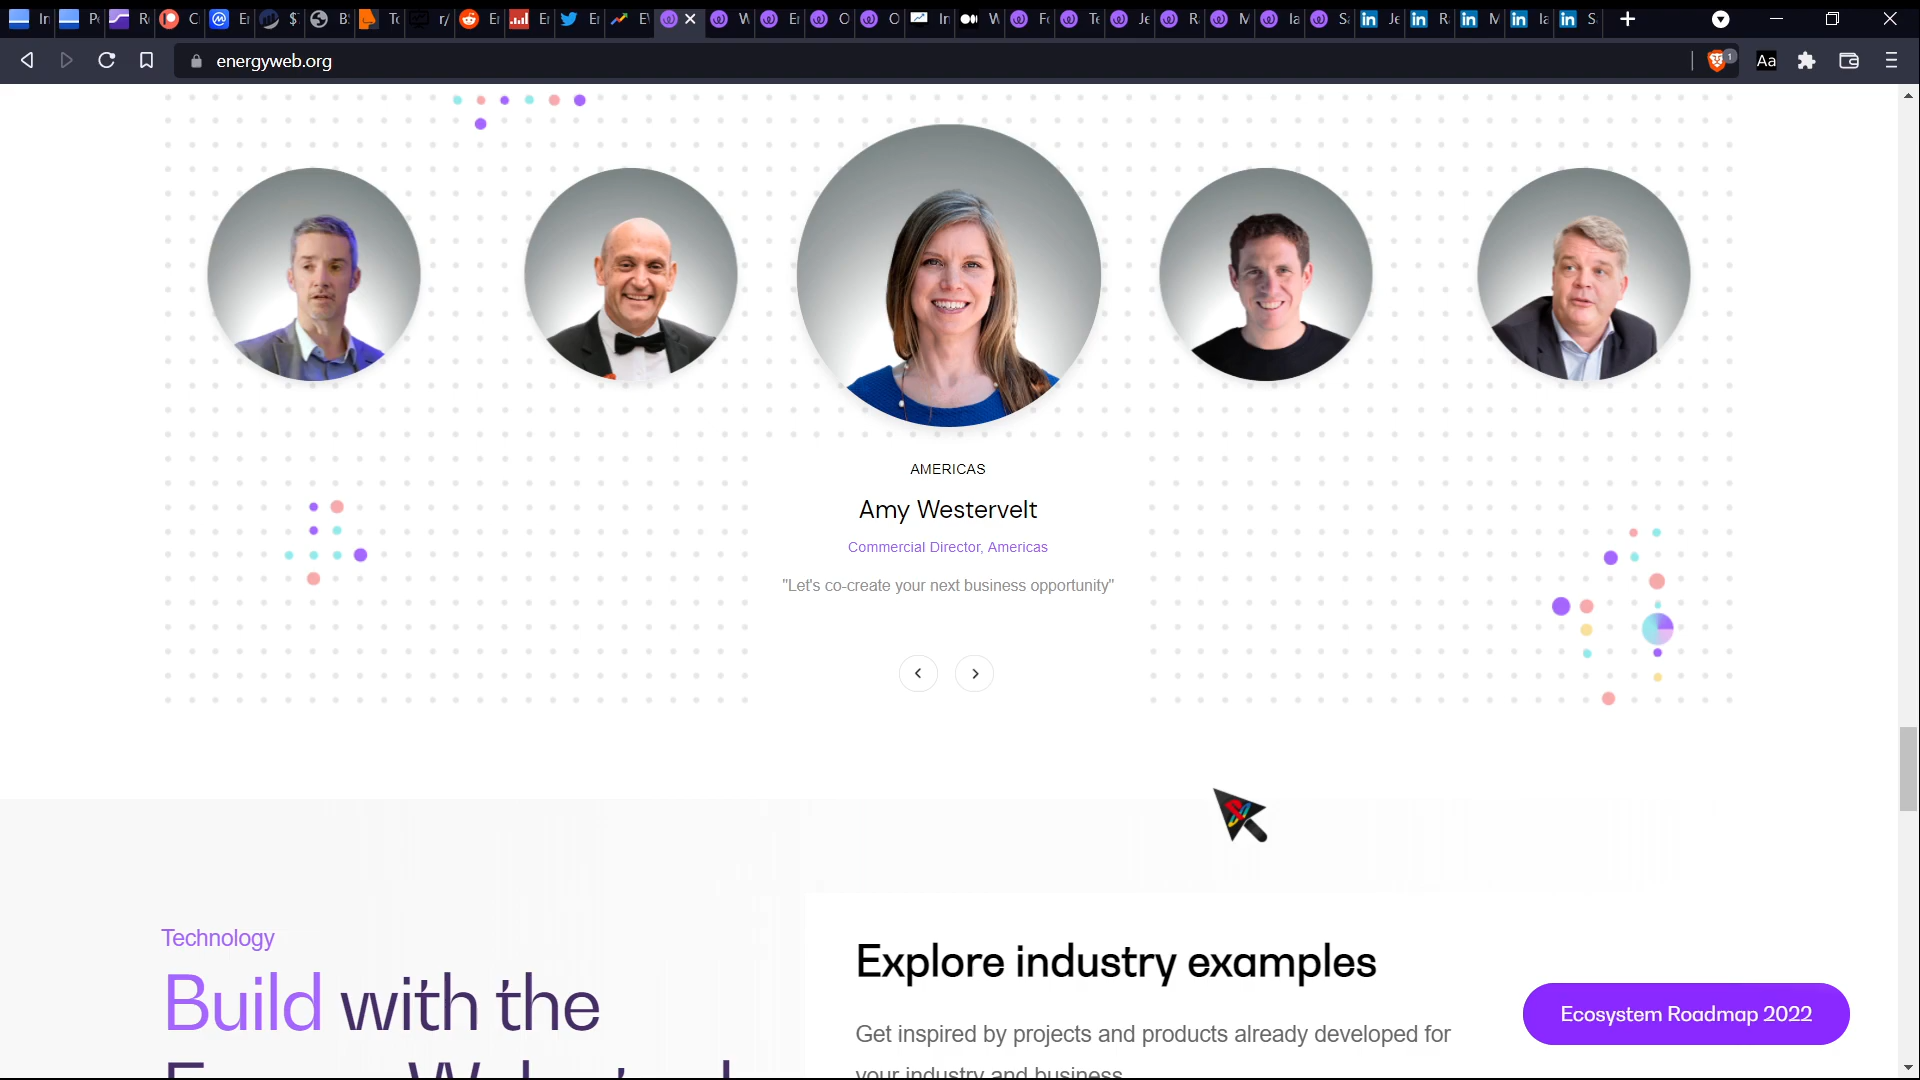 energyweb.org
1
Aa
AMERICAS
Amy Westervelt
Commercial Director, Americas
"Let's co-create your next business opportunity"
Technology
Build with the
Explore industry examples
Get inspired by projects and products already developed for
your industry and business
Ecosystem Roadmap 2022